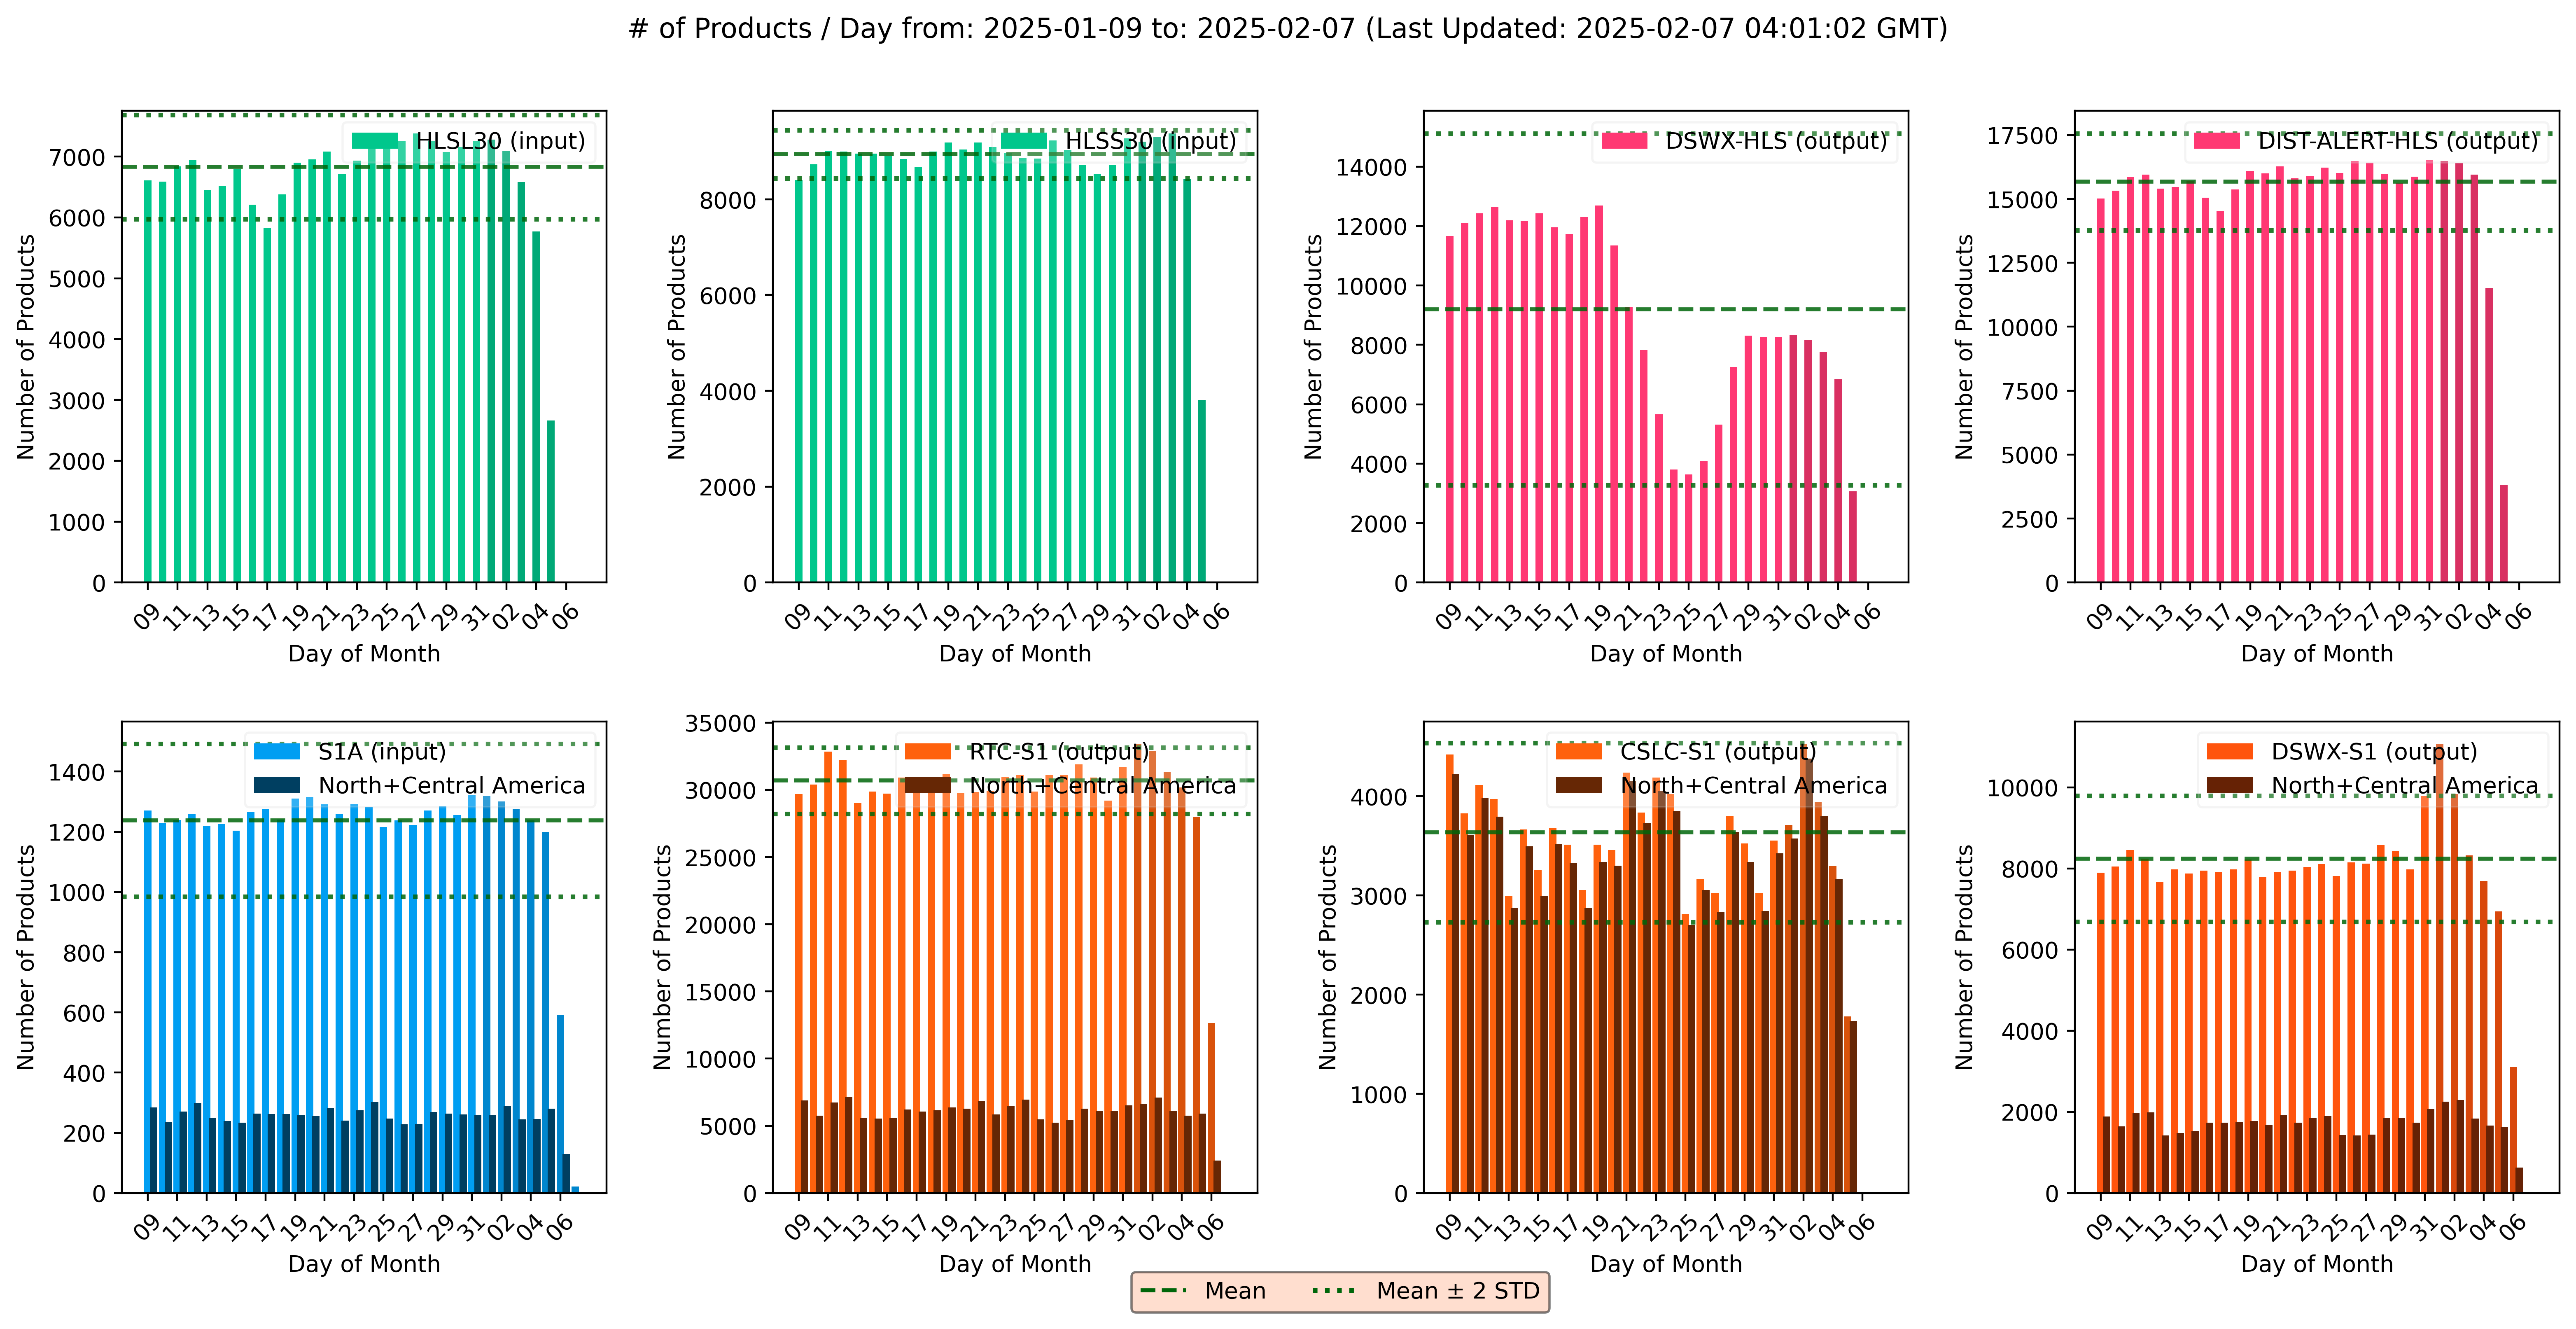 # of Products / Day from: 2025-01-09 to: 2025-02-07 (Last Updated: 2025-02-07 04:01:02 GMT)
HLSL30 (input)
Number of Products
7000
6000
5000
4000
3000
2000
1000
0
09 11 13 15 17 19 21 23 25 27 29 31 02 04 06
Day of Month
HLSS30 (input)
Number of Products
8000
6000
4000
2000
0
09 11 13 15 17 19 21 23 25 27 29 31 02 04 06
Day of Month
DSWX-HLS (output)
Number of Products
14000
12000
10000
8000
6000
4000
2000
0
09 11 13 15 17 19 21 23 25 27 29 31 02 04 06
Day of Month
DIST-ALERT-HLS (output)
Number of Products
17500
15000
12500
10000
7500
5000
2500
0
09 11 13 15 17 19 21 23 25 27 29 31 02 04 06
Day of Month
S1A (input)
North+Central America
Number of Products
1400
1200
1000
800
600
400
200
0
09 11 13 15 17 19 21 23 25 27 29 31 02 04 06
Day of Month
RTC-S1 (output)
North+Central America
Number of Products
35000
30000
25000
20000
15000
10000
5000
0
09 11 13 15 17 19 21 23 25 27 29 31 02 04 06
Day of Month
CSLC-S1 (output)
North+Central America
Number of Products
4000
3000
2000
1000
0
09 11 13 15 17 19 21 23 25 27 29 31 02 04 06
Day of Month
DSWX-S1 (output)
North+Central America
Number of Products
10000
8000
6000
4000
2000
0
09 11 13 15 17 19 21 23 25 27 29 31 02 04 06
Day of Month
Mean
Mean ± 2 STD